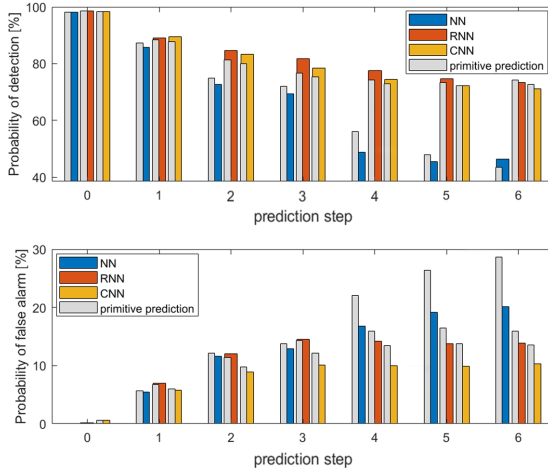 100
80
60
40
Probability of detection [%]
NN
RNN
CNN
primitive prediction
0 1 2 3 4 5 6
prediction step
30
20
10
0
Probability of false alarm [%]
NN
RNN
CNN
primitive prediction
0 1 2 3 4 5 6
prediction step